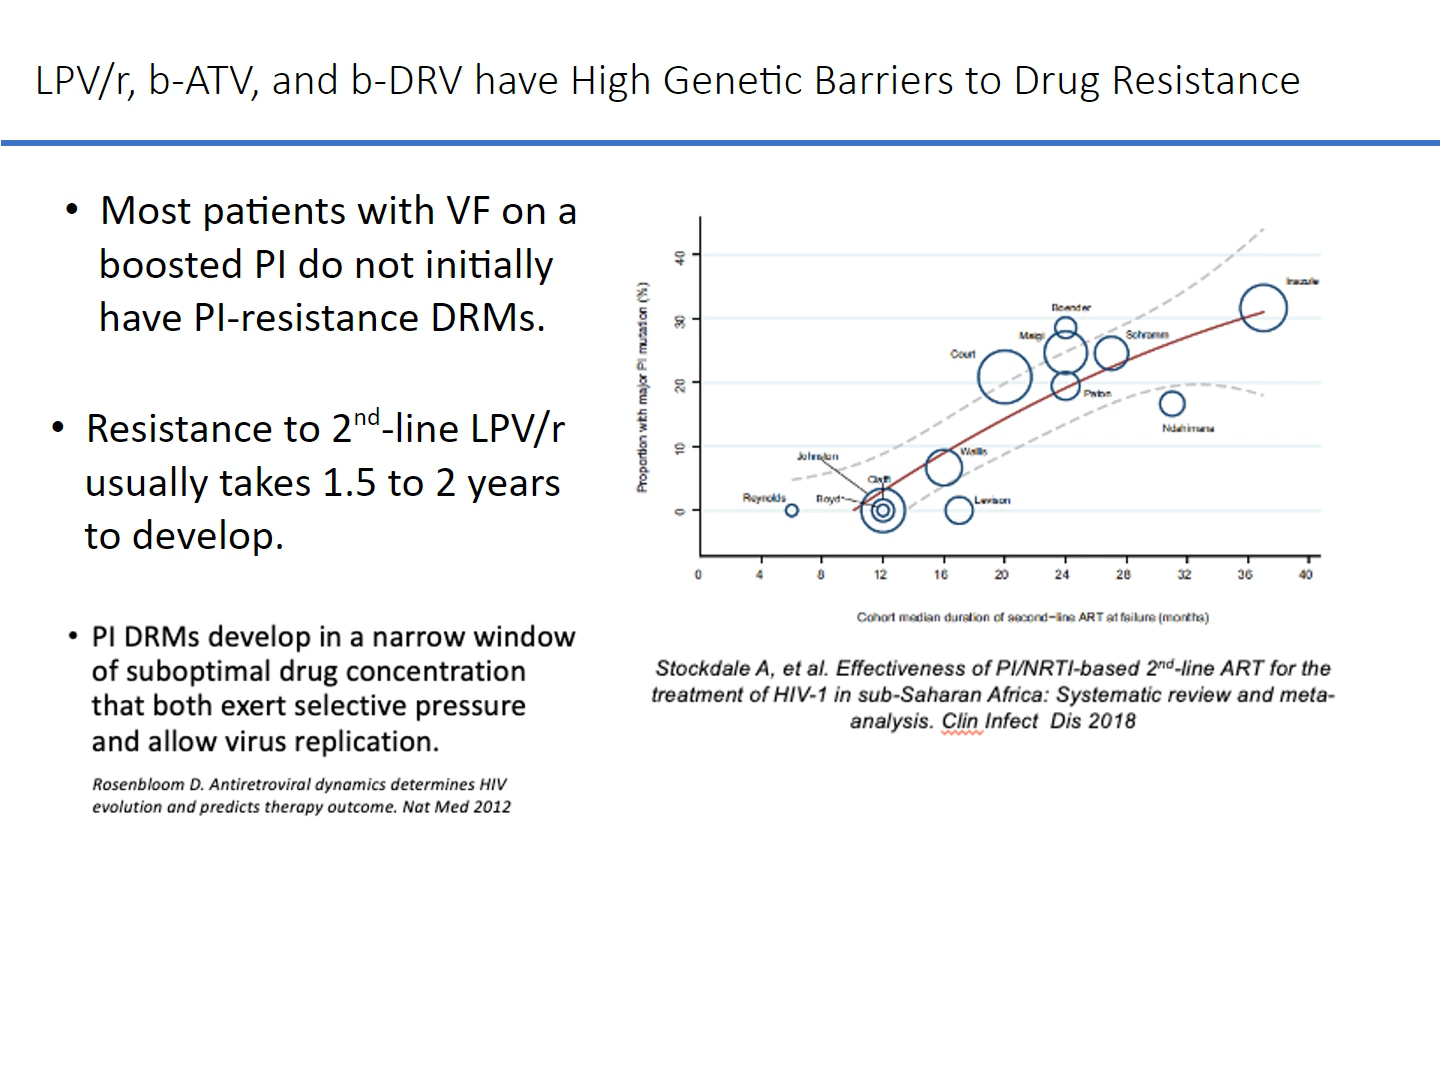 LPV/r, b-ATV, and b-DRV have High Genetic Barriers to Drug Resistance
• Most patients with VF on a
boosted PI do not initially
have PI-resistance DRMs.
• Resistance to 2nd-line LPV/r
usually takes 1.5 to 2 years
to develop.
• PI DRMs develop in a narrow window
of suboptimal drug concentration
that both exert selective pressure
and allow virus replication.
Rosenbloom D. Antiretroviral dynamics determines HIV
evolution and predicts therapy outcome. Nat Med 2012
Proportion with major PI mutation (%)
40
30
20
10
0
Inzaule
Boender
Maigi
Schramm
Court
Paton
Ndahimana
Johnston
Wallis
Claff
Reynolds
Boyd
Levison
0 4 8 12 16 20 24 28 32 36 40
Cohort median duration of second-line ART at failure (months)
Stockdale A, et al. Effectiveness of PI/NRTI-based 2nd-line ART for the
treatment of HIV-1 in sub-Saharan Africa: Systematic review and meta-
analysis. Clin Infect Dis 2018